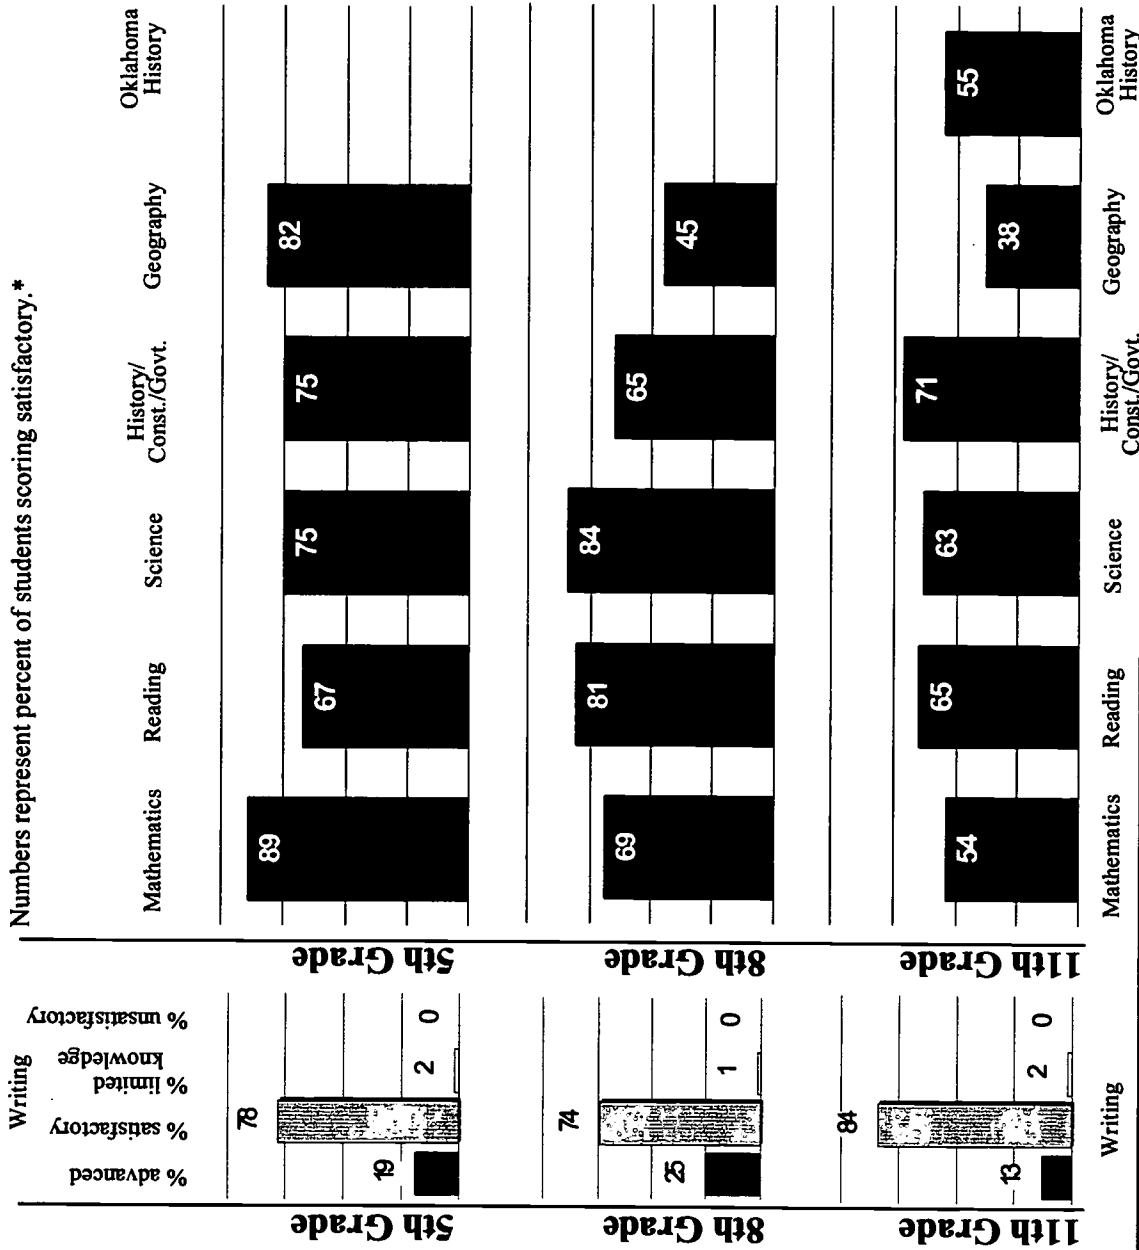 Numbers represent percent of students scoring satisfactory.*
Writing
% advanced
% satisfactory
% limited
knowledge
% unsatisfactory
Mathematics
Reading
Science
History/
Const./Govt.
Geography
Oklahoma
History
5th Grade
19
78
2
0
5th Grade
89
67
75
75
82
8th Grade
25
74
1
0
8th Grade
69
81
84
65
45
11th Grade
13
84
2
0
11th Grade
54
65
63
71
38
55
Writing
Mathematics
Reading
Science
History/
Const./Govt.
Geography
Oklahoma
History